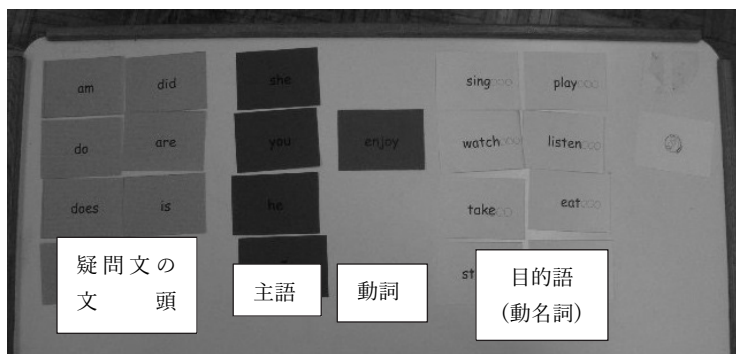 am did she sing○○○ play○○○
do are you enjoy watch○○○ listen○○○
does is he take○○ eat○○○
st
疑問文の
文 頭
主語
動詞
目的語
(動名詞)